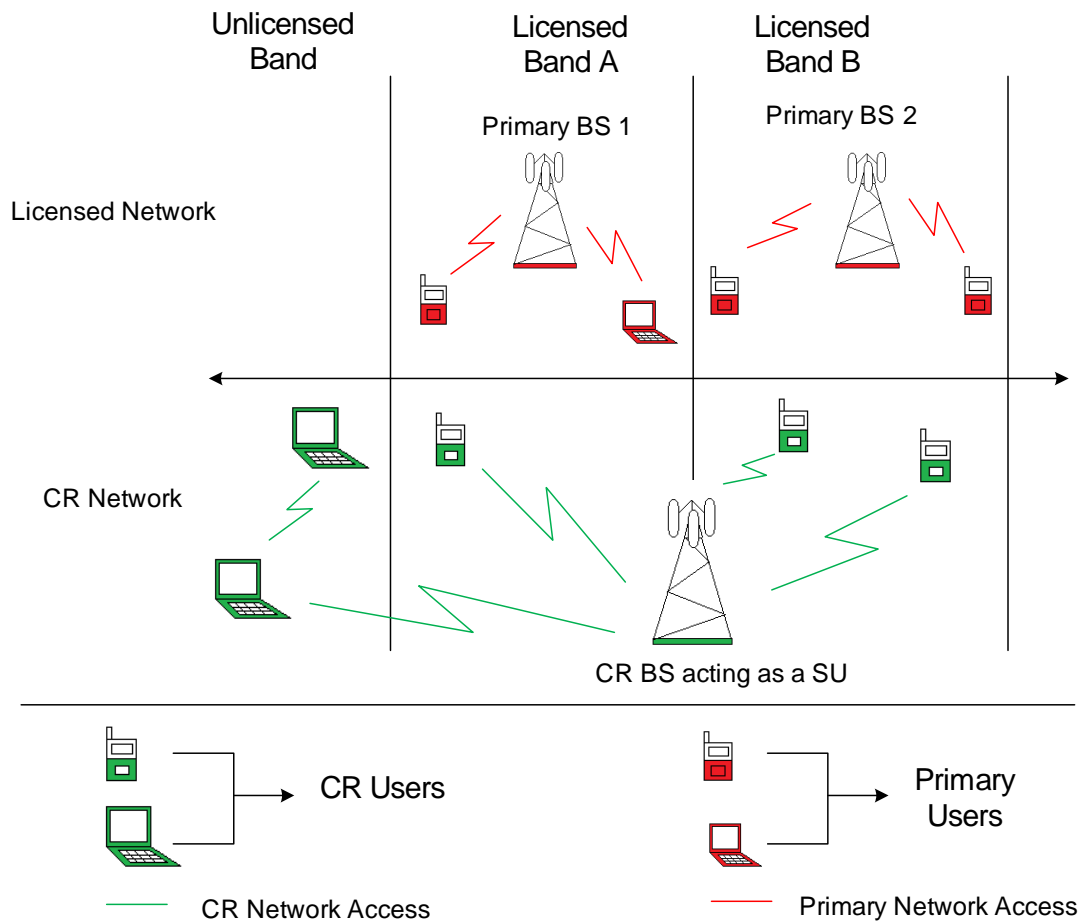 Unlicensed
Band
Licensed
Band A
Licensed
Band B
Primary BS 1
Primary BS 2
Licensed Network
CR Network
CR BS acting as a SU
CR Users
Primary
Users
CR Network Access
Primary Network Access